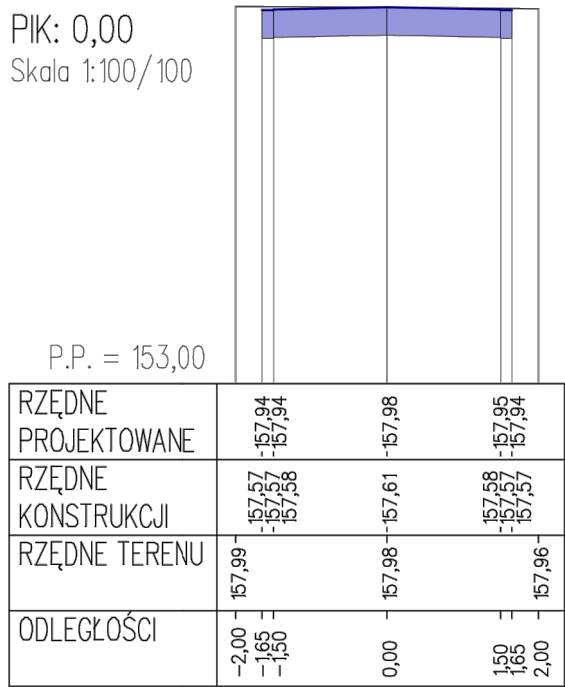 PIK: 0,00
Skala 1:100/100
P.P. = 153,00
RZĘDNE PROJEKTOWANE
157,94 157,94 157,98 157,95 157,94
RZĘDNE KONSTRUKCJI
157,57 157,57 157,58 157,61 157,58 157,57 157,57
RZĘDNE TERENU
157,99 157,98 157,96
ODLEGŁOŚCI
-2,00 -1,65 -1,50 0,00 1,50 1,65 2,00